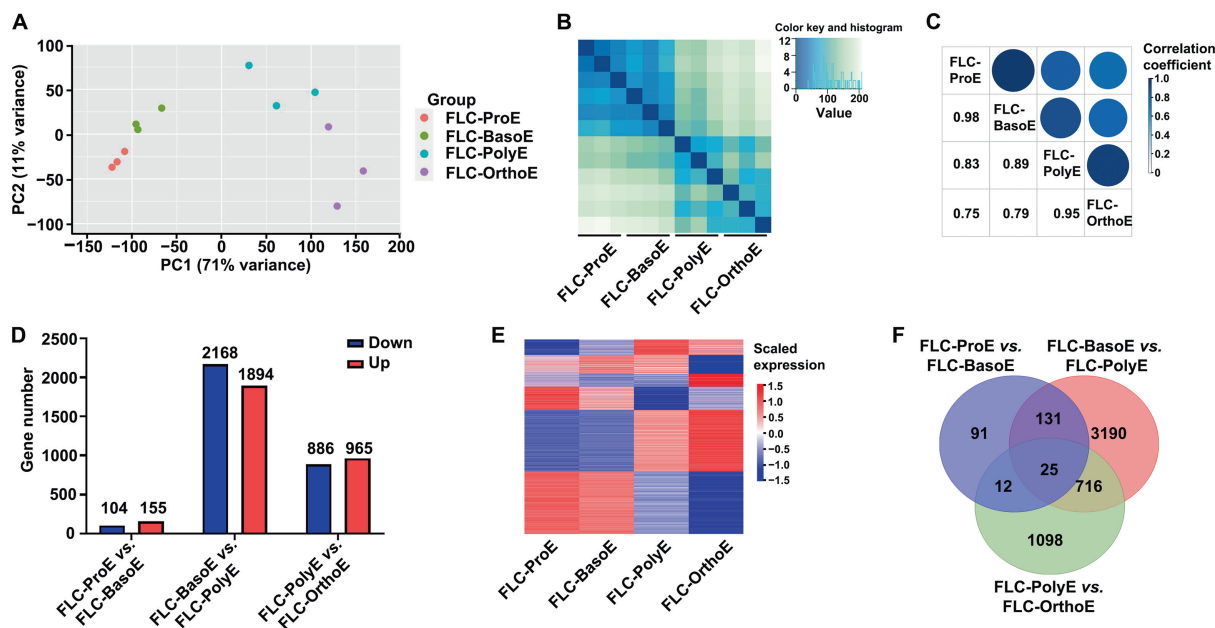 A
100
50
0
−50
−100
PC2 (11% variance)
−150 −100 −50 0 50 100 150 200
PC1 (71% variance)
Group
FLC-ProE
FLC-BasoE
FLC-PolyE
FLC-OrthoE
B
Color key and histogram
12
8
4
0
0 100 200
Value
FLC-ProE
FLC-BasoE
FLC-PolyE
FLC-OrthoE
C
Correlation
coefficient
1.0
0.8
0.6
0.4
0.2
0
FLC-
ProE
0.98
FLC-
BasoE
0.83 0.89
FLC-
PolyE
0.75 0.79 0.95
FLC-
OrthoE
D
Gene number
2500
2000
1500
1000
500
0
Down
Up
104 155
2168 1894
886 965
FLC-ProE vs.
FLC-BasoE
FLC-BasoE vs.
FLC-PolyE
FLC-PolyE vs.
FLC-OrthoE
E
Scaled
expression
1.5
1.0
0.5
0.0
−0.5
−1.0
−1.5
FLC-ProE
FLC-BasoE
FLC-PolyE
FLC-OrthoE
F
FLC-ProE vs.
FLC-BasoE
FLC-BasoE vs.
FLC-PolyE
91 131 3190
25
12 716
1098
FLC-PolyE vs.
FLC-OrthoE